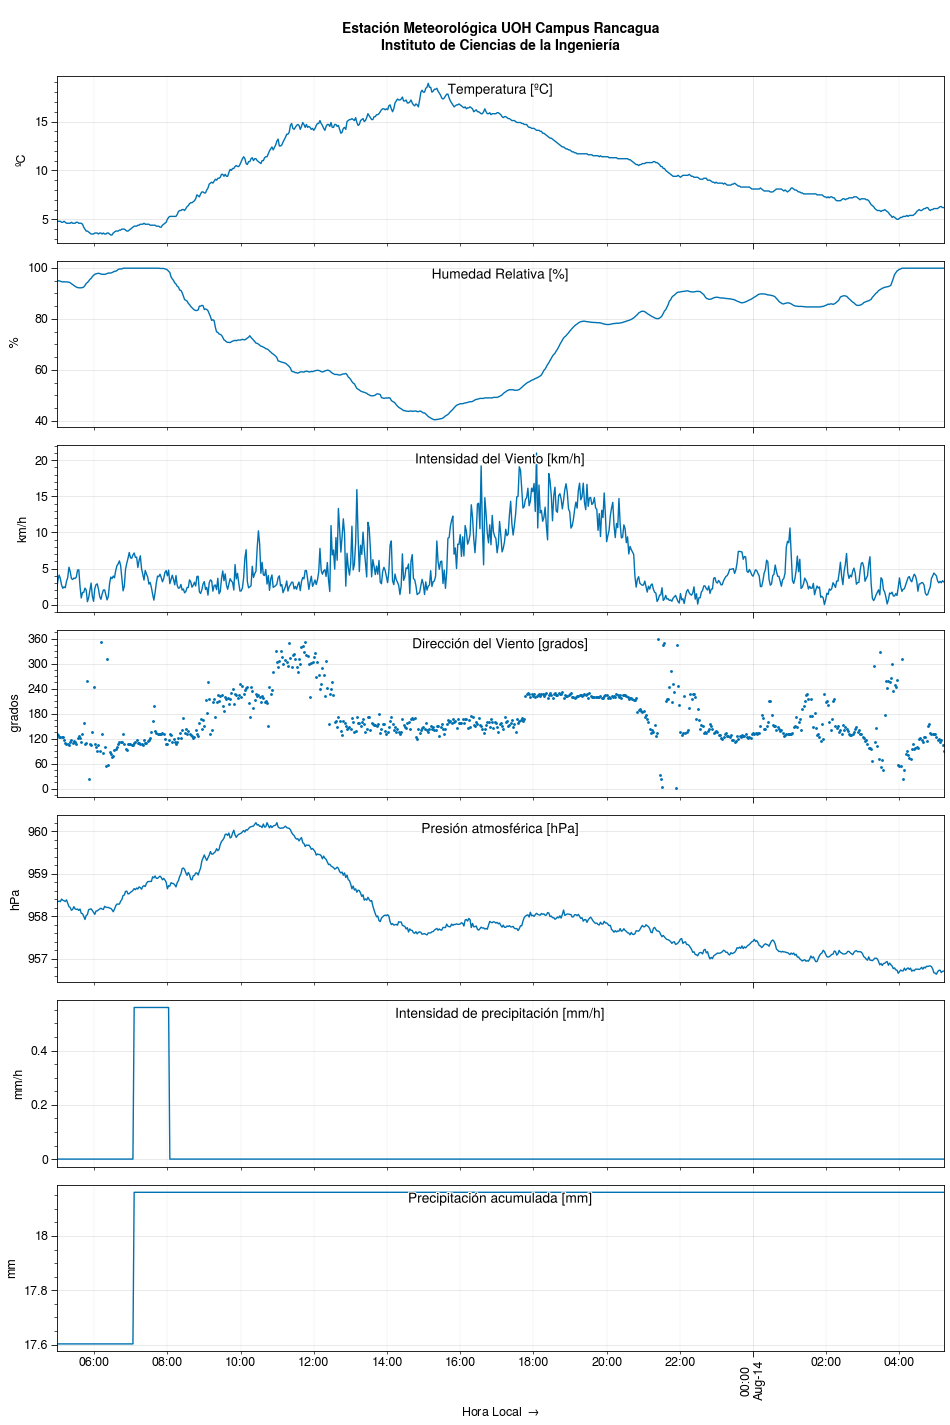 Estación Meteorológica UOH Campus Rancagua
Instituto de Ciencias de la Ingeniería
Temperatura [ºC]
ºC
15
10
5
Humedad Relativa [%]
%
100
80
60
40
Intensidad del Viento [km/h]
km/h
20
15
10
5
0
Dirección del Viento [grados]
grados
360
300
240
180
120
60
0
Presión atmosférica [hPa]
hPa
960
959
958
957
Intensidad de precipitación [mm/h]
mm/h
0.4
0.2
0
Precipitación acumulada [mm]
mm
18
17.8
17.6
06:00 08:00 10:00 12:00 14:00 16:00 18:00 20:00 22:00 00:00 02:00 04:00
Aug-14
Hora Local →